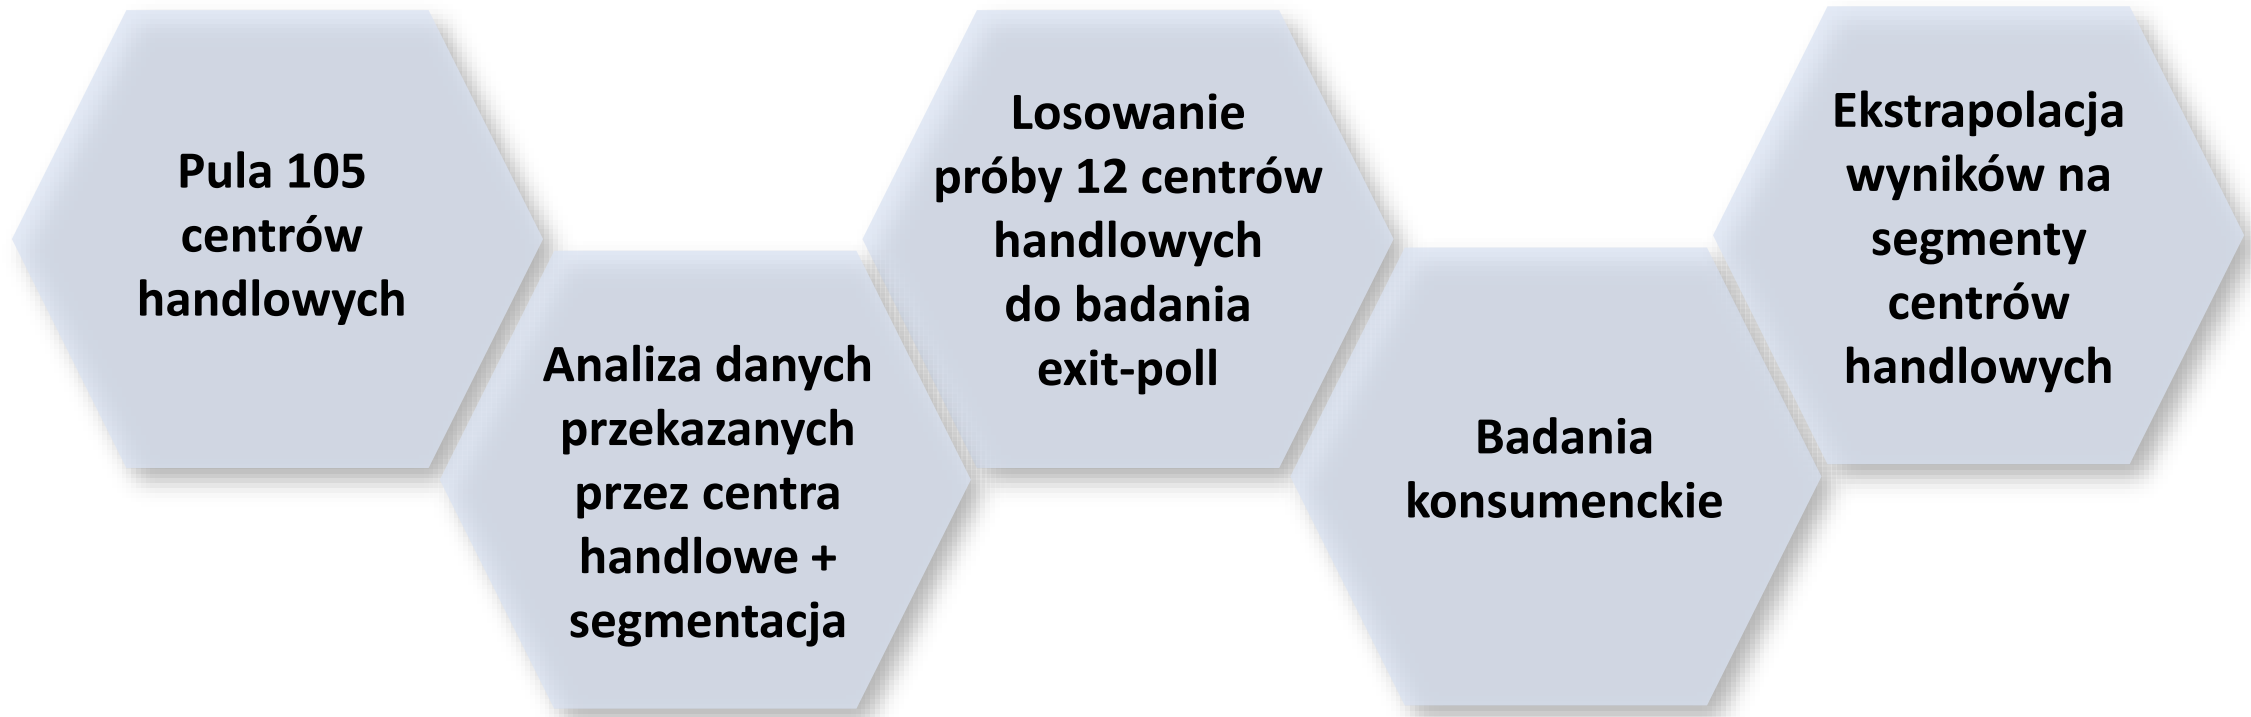 Pula 105
centrów
handlowych
Analiza danych
przekazanych
przez centra
handlowe +
segmentacja
Losowanie
próby 12 centrów
handlowych
do badania
exit-poll
Badania
konsumenckie
Ekstrapolacja
wyników na
segmenty
centrów
handlowych